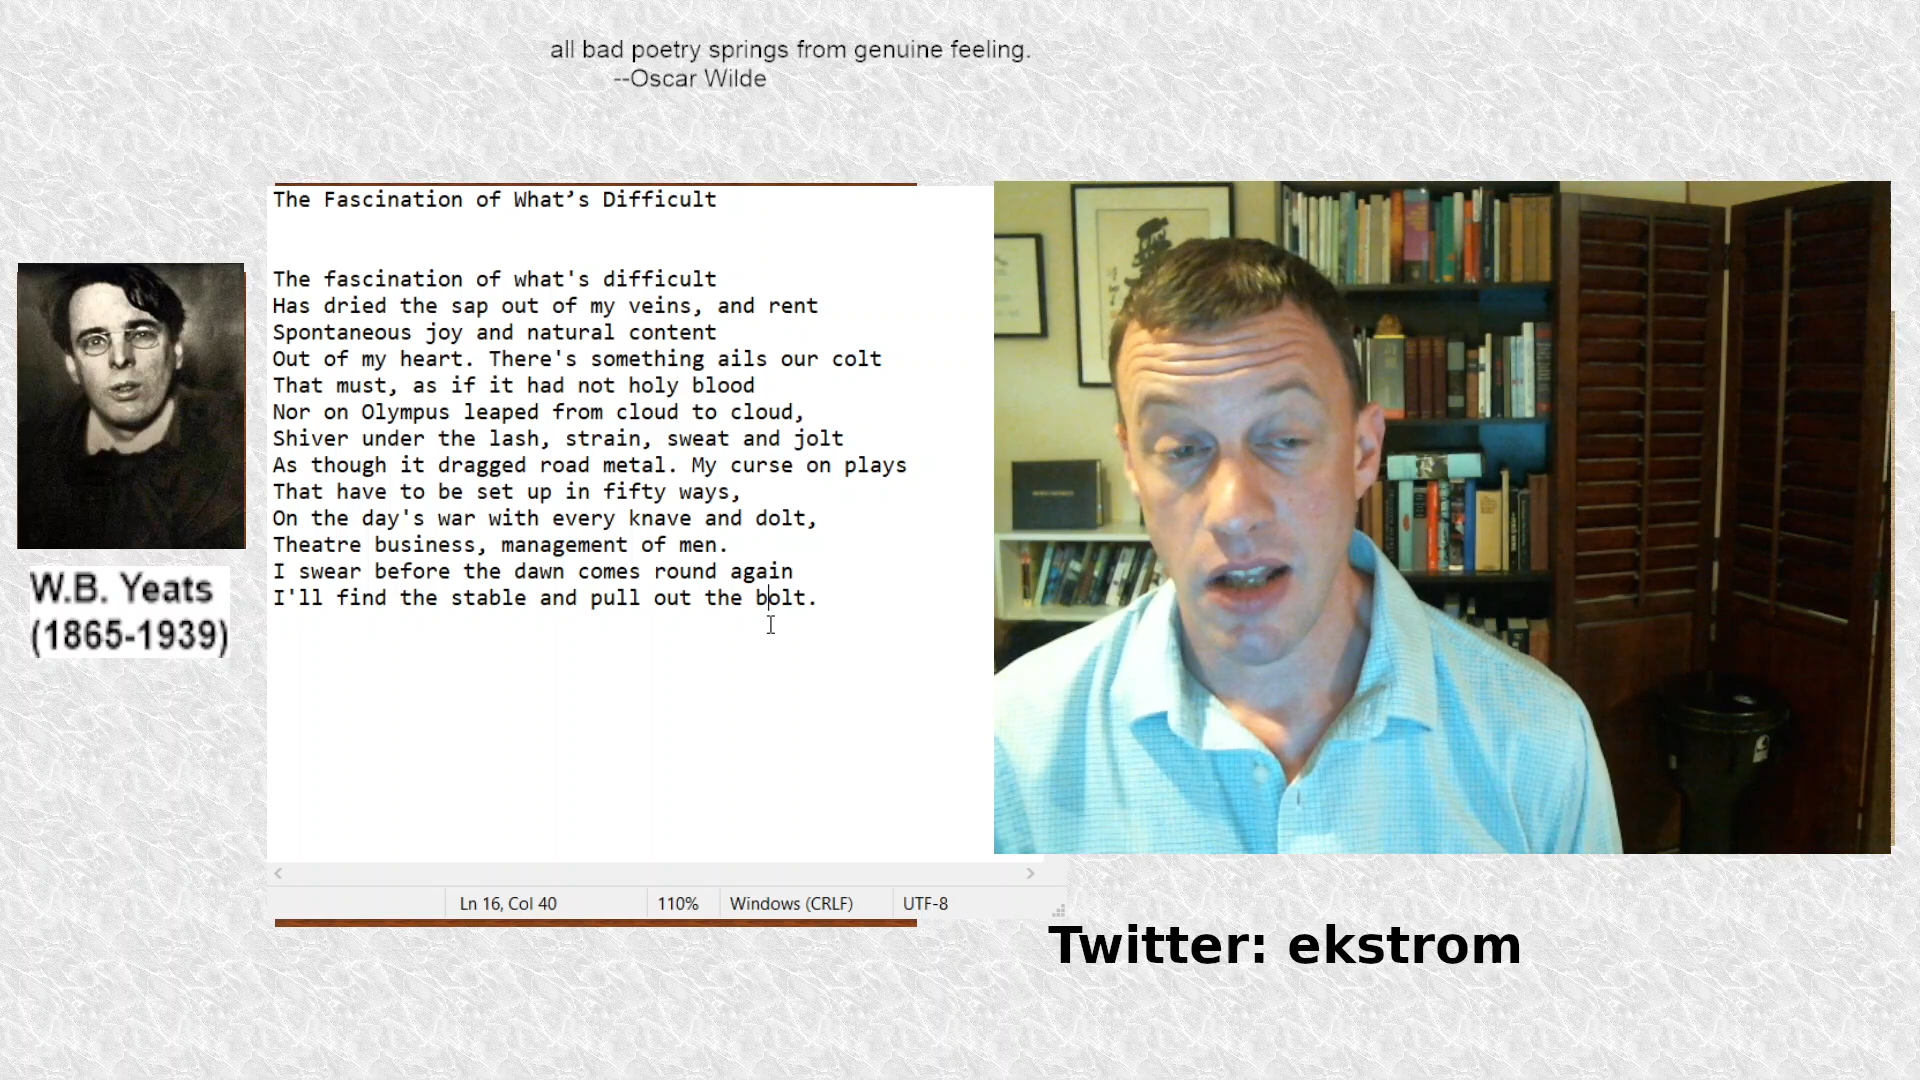 all bad poetry springs from genuine feeling.
--Oscar Wilde
The Fascination of What’s Difficult
The fascination of what's difficult
Has dried the sap out of my veins, and rent
Spontaneous joy and natural content
Out of my heart. There's something ails our colt
That must, as if it had not holy blood
Nor on Olympus leaped from cloud to cloud,
Shiver under the lash, strain, sweat and jolt
As though it dragged road metal. My curse on plays
That have to be set up in fifty ways,
On the day's war with every knave and dolt,
Theatre business, management of men.
I swear before the dawn comes round again
I'll find the stable and pull out the bolt.
W.B. Yeats
(1865-1939)
Ln 16, Col 40
110%
Windows (CRLF)
UTF-8
Twitter: ekstrom